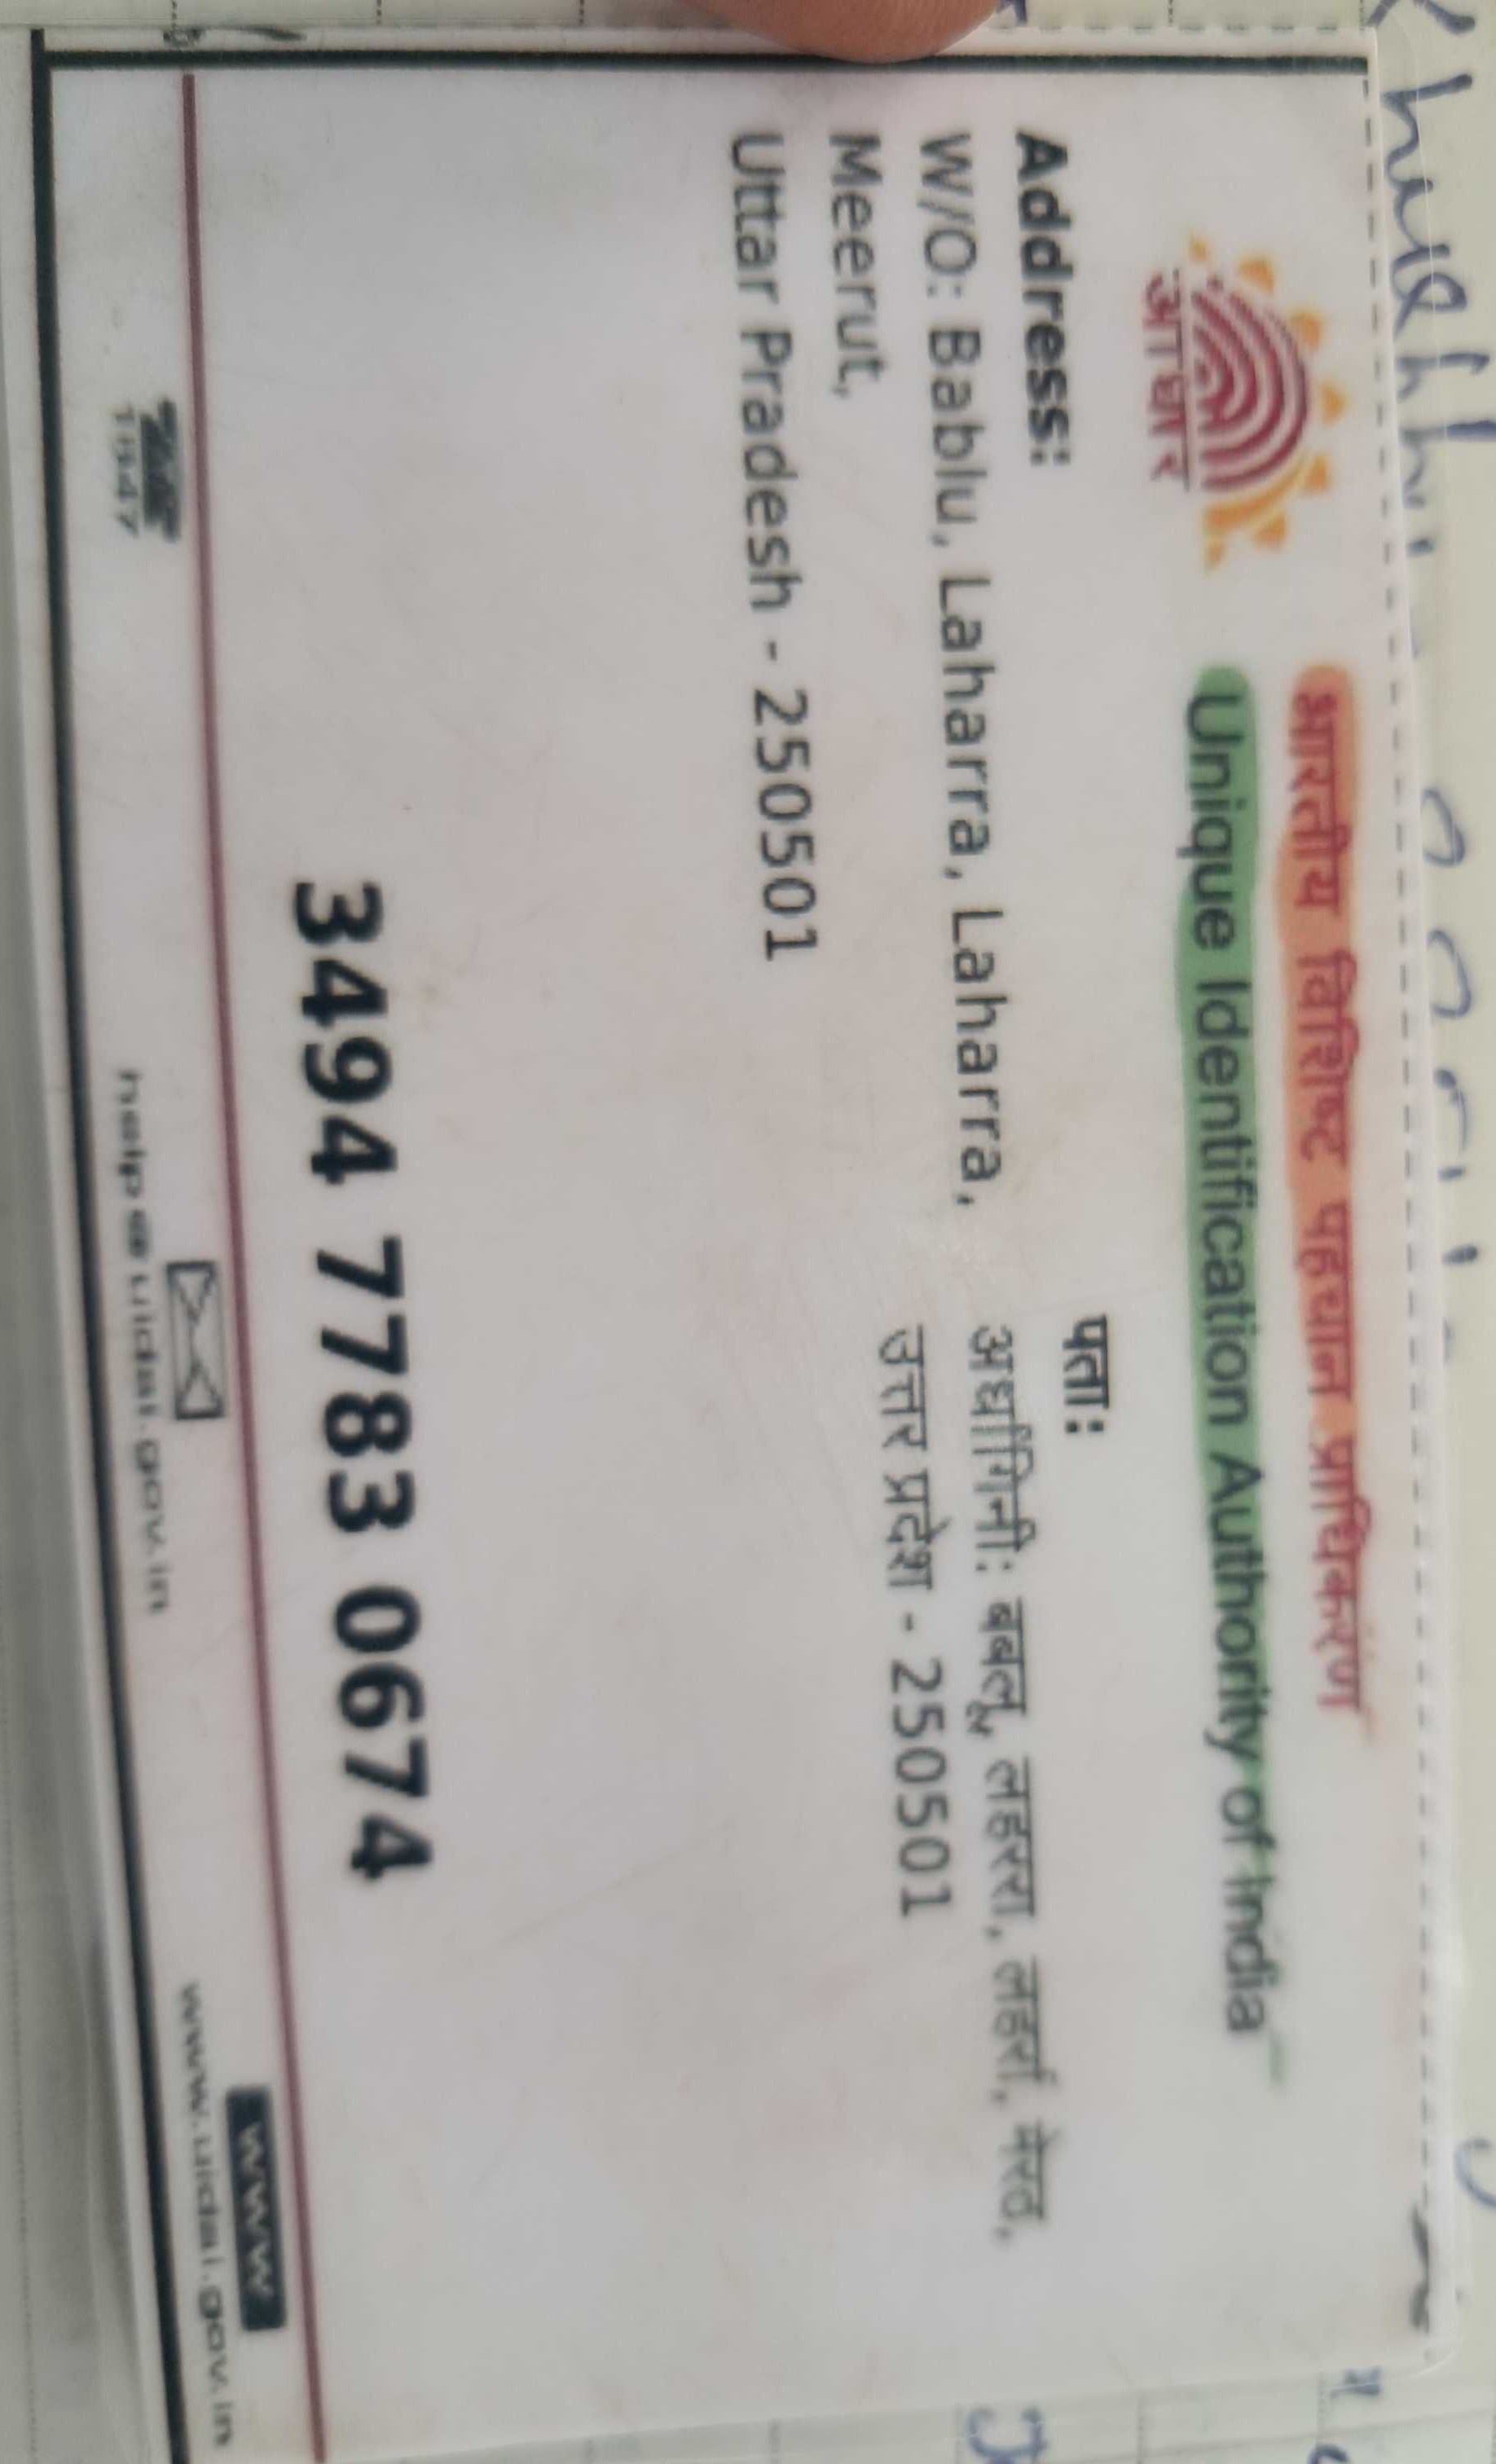 आधार
भारतीय विशिष्ट पहचान प्राधिकरण
Unique Identification Authority of India
Address:
W/O: Bablu, Laharra, Laharra,
Meerut,
Uttar Pradesh - 250501
पता:
अर्धांगिनी: बबलू, लहररा, लहर्रा, मेरठ,
उत्तर प्रदेश - 250501
3494 7783 0674
1947
help@uidai.gov.in
www
www.uidai.gov.in